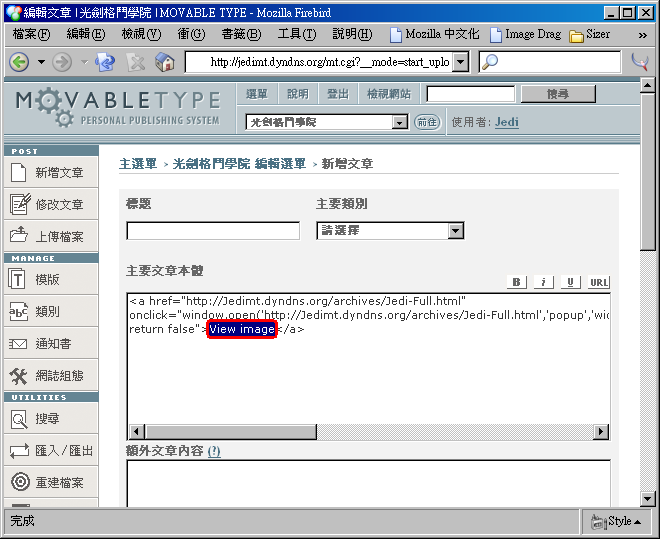 編輯文章 | 光劍格鬥學院 | MOVABLE TYPE - Mozilla Firebird
檔案(F) 編輯(E) 檢視(V) 衝(G) 書籤(B) 工具(T) 說明(H) Mozilla 中文化 Image Drag Sizer »
http://jedimt.dyndns.org/mt.cgi?__mode=start_uplo
MOVABLETYPE
PERSONAL PUBLISHING SYSTEM
選單 說明 登出 檢視網站 搜尋
光劍格鬥學院 前往 使用者: Jedi
POST
新增文章
修改文章
上傳檔案
MANAGE
模版
類別
通知書
網誌組態
UTILITIES
搜尋
匯入/匯出
重建檔案
主選單 > 光劍格鬥學院 編輯選單 > 新增文章
標題 主要類別
請選擇
主要文章本體
B i U URL
<a href="http://Jedimt.dyndns.org/archives/Jedi-Full.html"
onclick="window.open('http://Jedimt.dyndns.org/archives/Jedi-Full.html','popup','wid
return false">View image</a>
額外文章內容 (?)
完成 Style